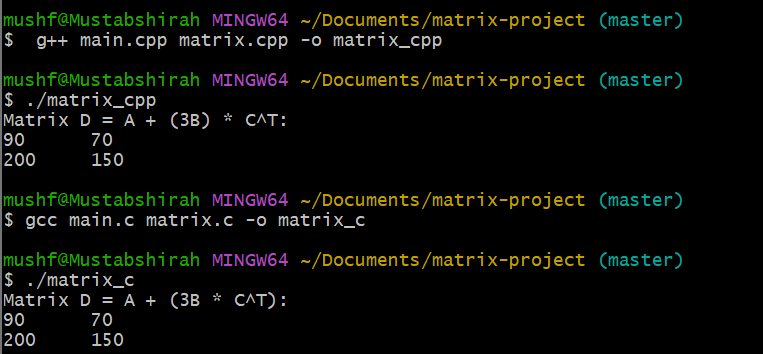 mushf@Mustabshirah MINGW64 ~/Documents/matrix-project (master)
$  g++ main.cpp matrix.cpp -o matrix_cpp
mushf@Mustabshirah MINGW64 ~/Documents/matrix-project (master)
$ ./matrix_cpp
Matrix D = A + (3B) * C^T:
90      70
200     150
mushf@Mustabshirah MINGW64 ~/Documents/matrix-project (master)
$ gcc main.c matrix.c -o matrix_c
mushf@Mustabshirah MINGW64 ~/Documents/matrix-project (master)
$ ./matrix_c
Matrix D = A + (3B * C^T):
90      70
200     150